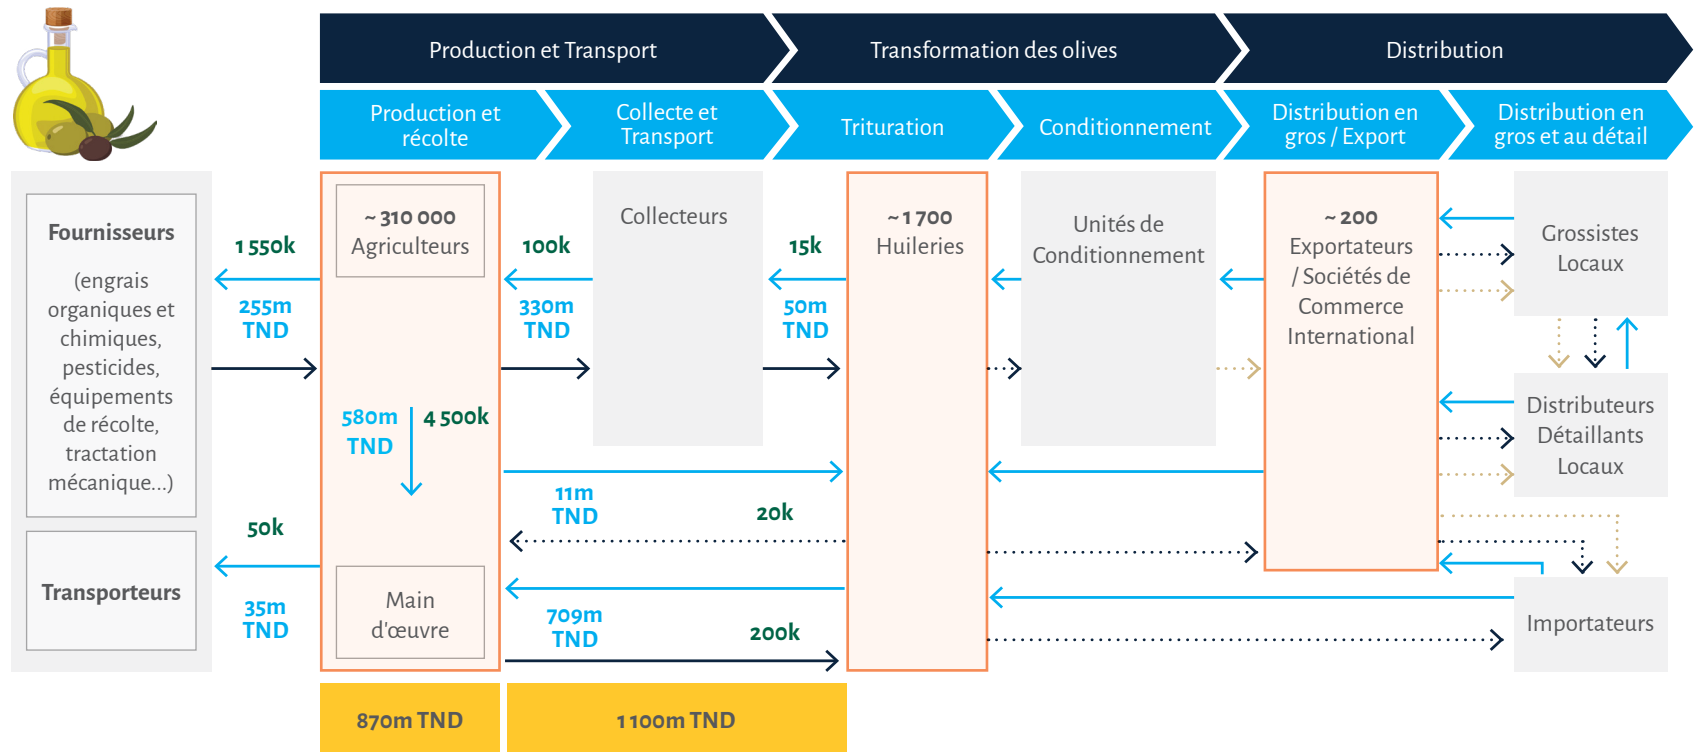 Production et Transport
Transformation des olives
Distribution
Production et
récolte
Collecte et
Transport
Trituration
Conditionnement
Distribution en
gros / Export
Distribution en
gros et au détail
Fournisseurs
(engrais
organiques et
chimiques,
pesticides,
équipements
de récolte,
tractation
mécanique...)
Transporteurs
1 550k
255m
TND
50k
35m
TND
~ 310 000
Agriculteurs
580m
TND
4 500k
Main
d'œuvre
100k
330m
TND
Collecteurs
15k
50m
TND
11m
TND
20k
709m
TND
200k
~ 1 700
Huileries
Unités de
Conditionnement
~ 200
Exportateurs
/ Sociétés de
Commerce
International
Grossistes
Locaux
Distributeurs
Détaillants
Locaux
Importateurs
870m TND
1 100m TND